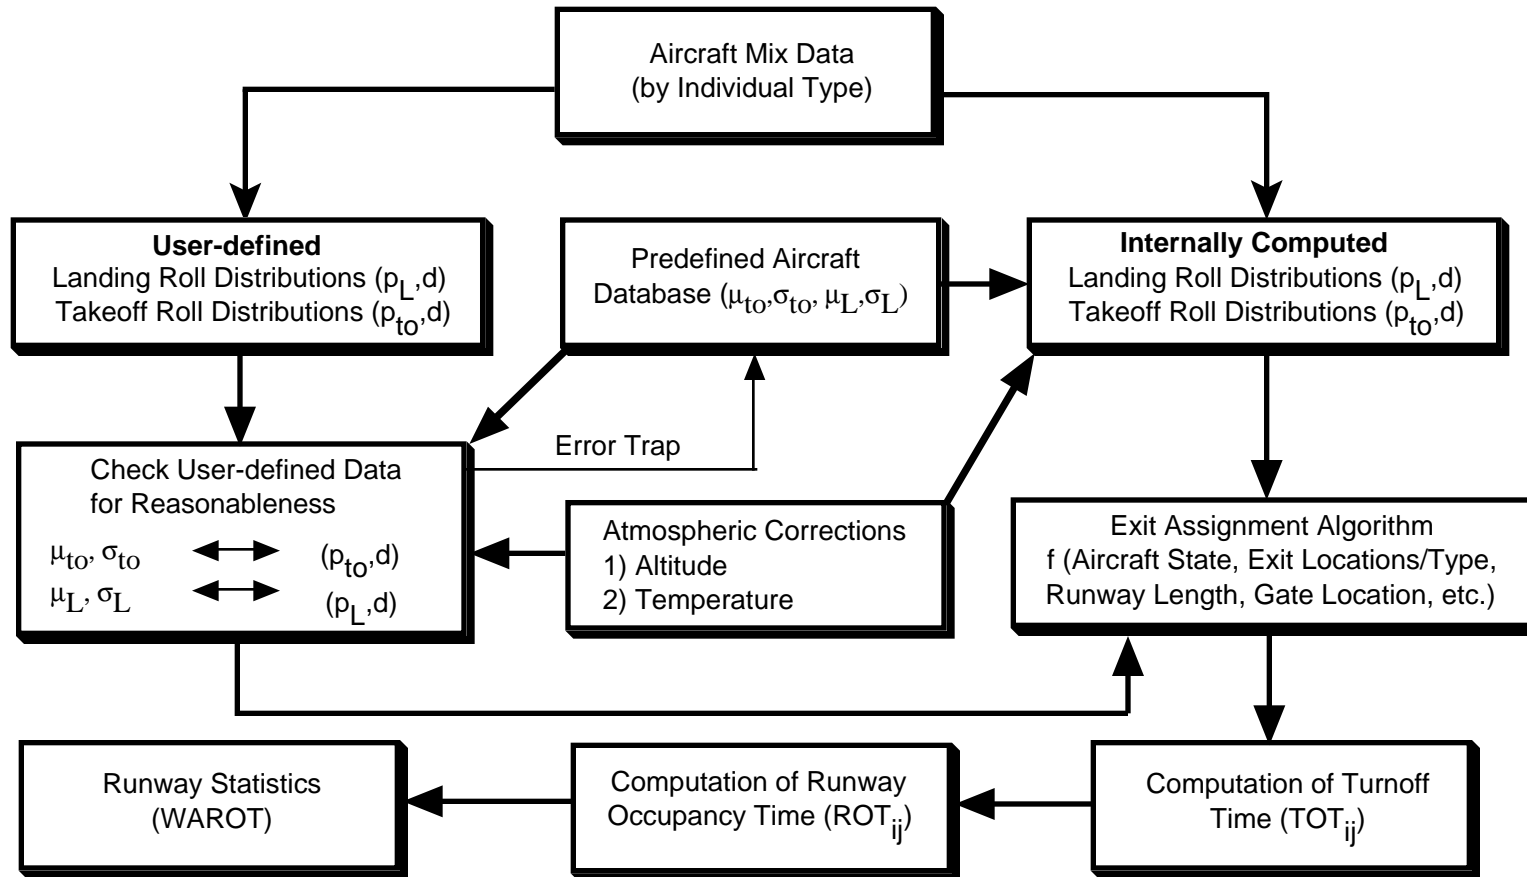 Aircraft Mix Data
(by Individual Type)
User-defined
Landing Roll Distributions (pL,d)
Takeoff Roll Distributions (pto,d)
Predefined Aircraft
Database (μto,σto, μL,σL)
Internally Computed
Landing Roll Distributions (pL,d)
Takeoff Roll Distributions (pto,d)
Error Trap
Check User-defined Data
for Reasonableness
μto, σto (pto,d)
μL, σL (pL,d)
Atmospheric Corrections
1) Altitude
2) Temperature
Exit Assignment Algorithm
f (Aircraft State, Exit Locations/Type,
Runway Length, Gate Location, etc.)
Runway Statistics
(WAROT)
Computation of Runway
Occupancy Time (ROTij)
Computation of Turnoff
Time (TOTij)